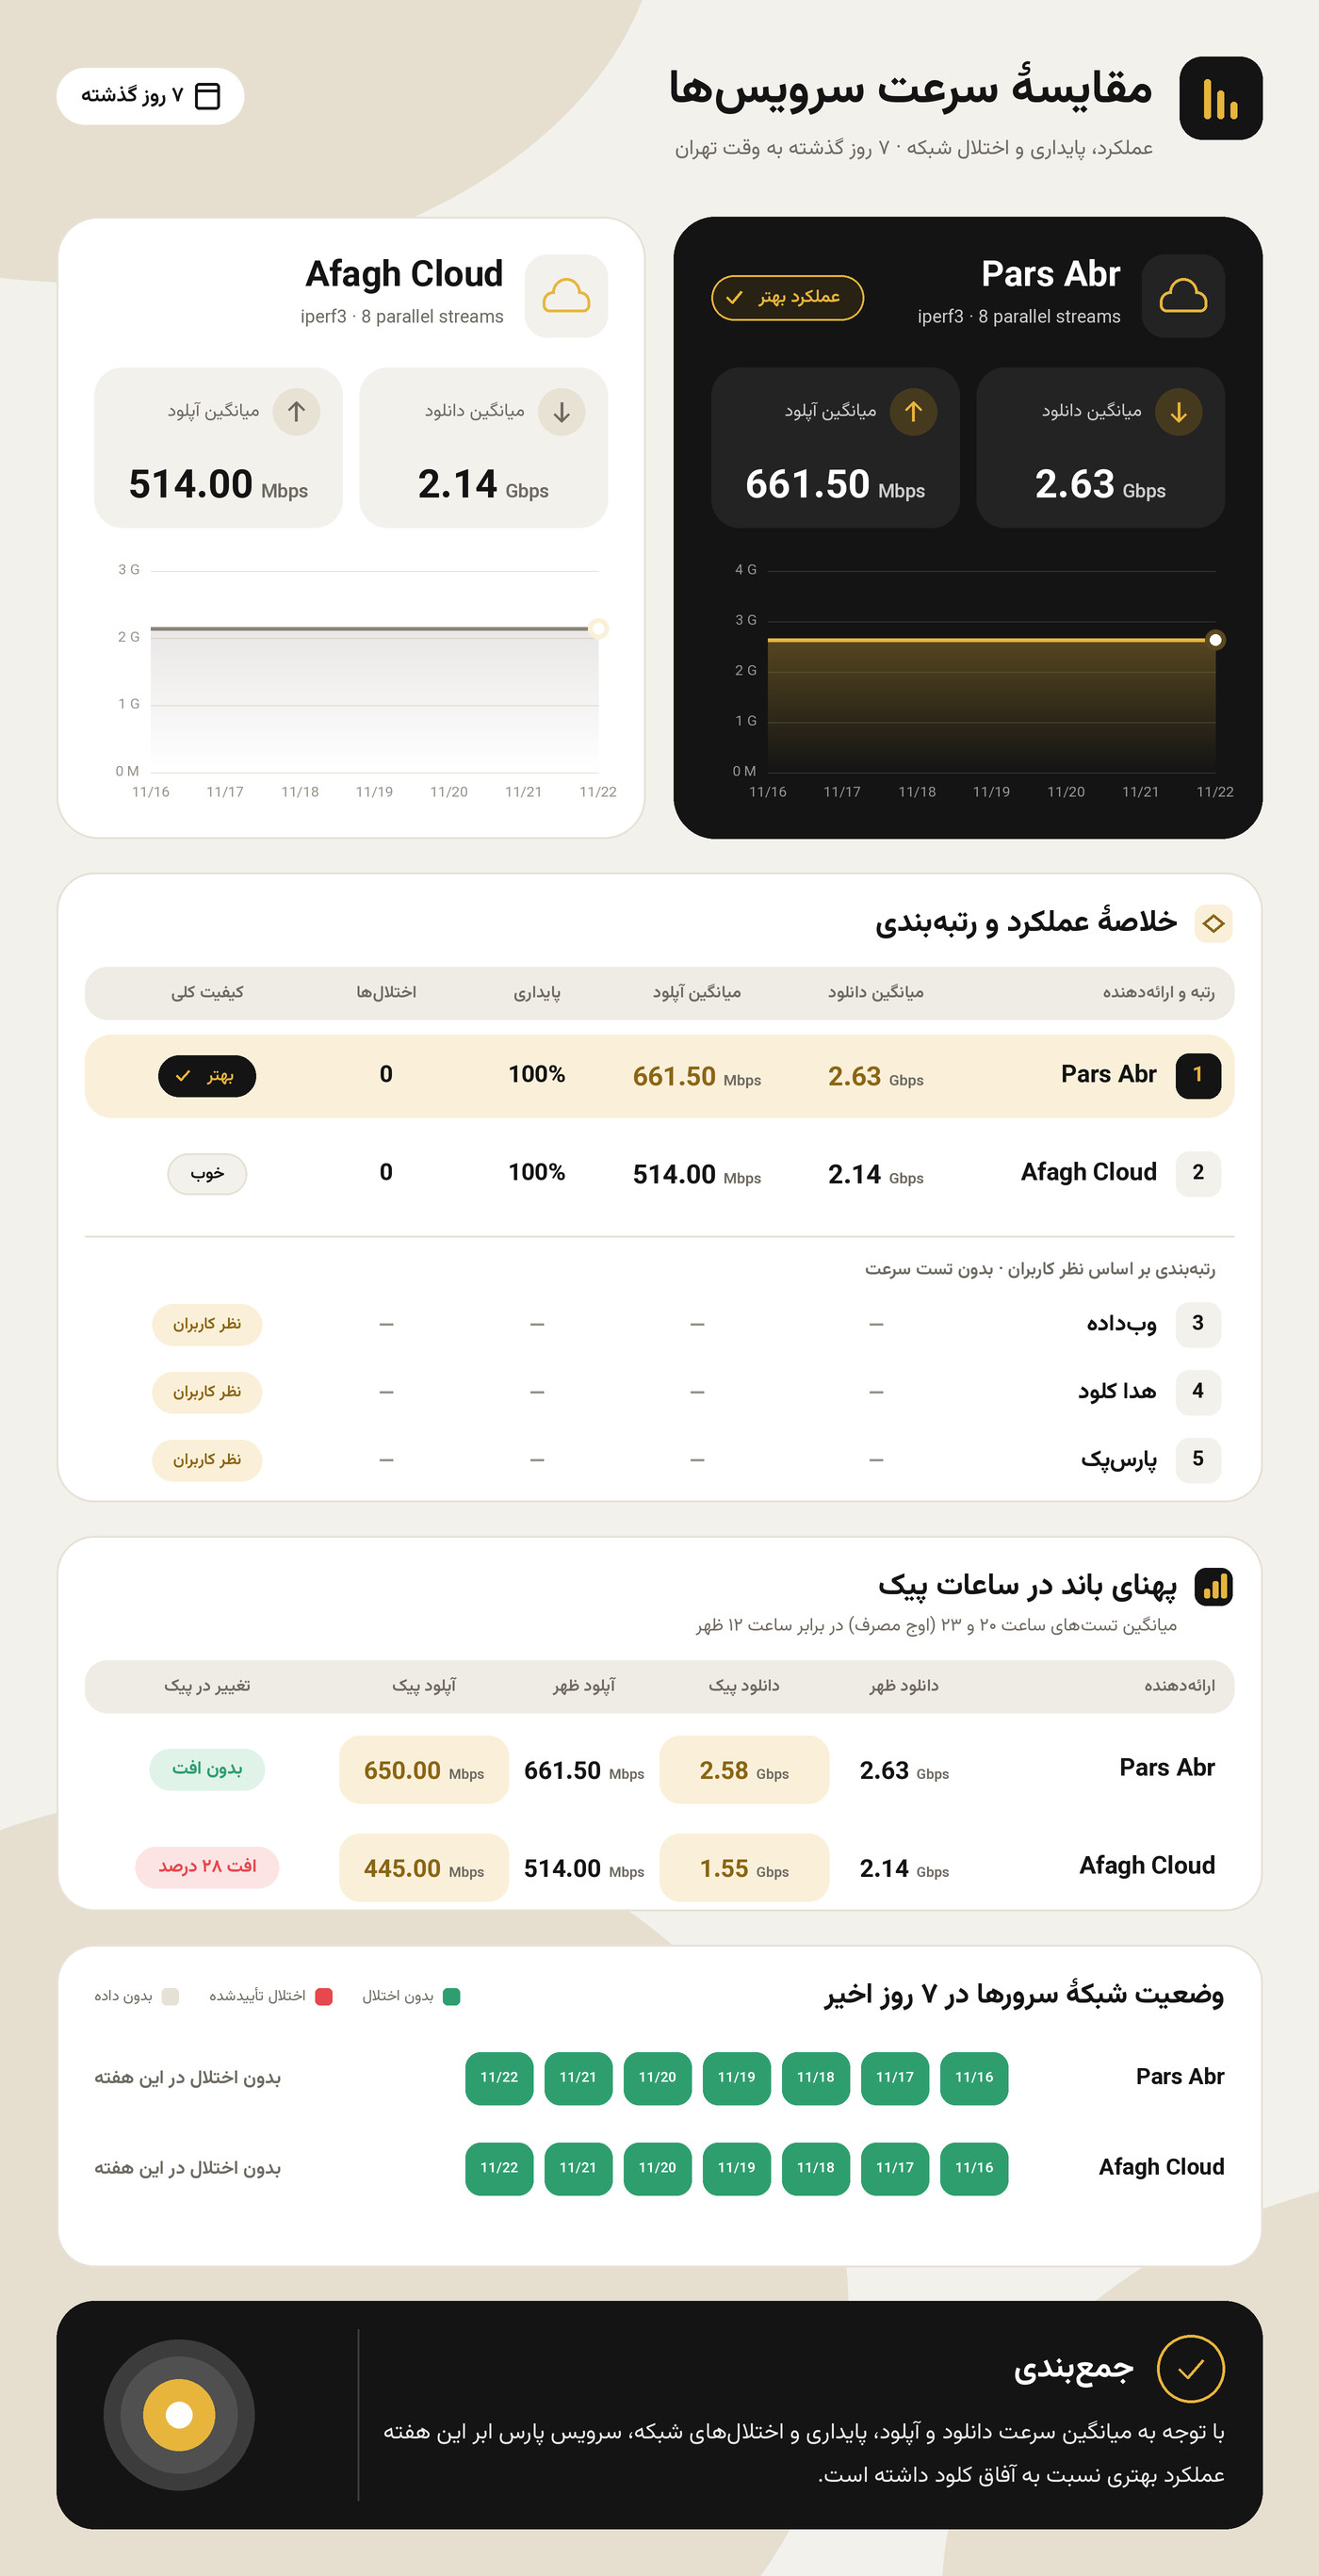 مقایسهٔ سرعت سرویس‌ها
عملکرد، پایداری و اختلال شبکه · ۷ روز گذشته به وقت تهران
۷ روز گذشته
Pars Abr
iperf3 · 8 parallel streams
عملکرد بهتر
میانگین دانلود
2.63 Gbps
میانگین آپلود
661.50 Mbps
4 G
3 G
2 G
1 G
0 M
11/16 11/17 11/18 11/19 11/20 11/21 11/22
Afagh Cloud
iperf3 · 8 parallel streams
میانگین دانلود
2.14 Gbps
میانگین آپلود
514.00 Mbps
3 G
2 G
1 G
0 M
11/16 11/17 11/18 11/19 11/20 11/21 11/22
خلاصهٔ عملکرد و رتبه‌بندی
رتبه و ارائه‌دهنده میانگین دانلود میانگین آپلود پایداری اختلال‌ها کیفیت کلی
1 Pars Abr 2.63 Gbps 661.50 Mbps 100% 0 بهتر
2 Afagh Cloud 2.14 Gbps 514.00 Mbps 100% 0 خوب
رتبه‌بندی بر اساس نظر کاربران · بدون تست سرعت
3 وب‌داده – – – – نظر کاربران
4 هدا کلود – – – – نظر کاربران
5 پارس‌پک – – – – نظر کاربران
پهنای باند در ساعات پیک
میانگین تست‌های ساعت ۲۰ و ۲۳ (اوج مصرف) در برابر ساعت ۱۲ ظهر
ارائه‌دهنده دانلود ظهر دانلود پیک آپلود ظهر آپلود پیک تغییر در پیک
Pars Abr 2.63 Gbps 2.58 Gbps 661.50 Mbps 650.00 Mbps بدون افت
Afagh Cloud 2.14 Gbps 1.55 Gbps 514.00 Mbps 445.00 Mbps افت ۲۸ درصد
وضعیت شبکهٔ سرورها در ۷ روز اخیر
بدون اختلال اختلال تأییدشده بدون داده
Pars Abr 11/16 11/17 11/18 11/19 11/20 11/21 11/22 بدون اختلال در این هفته
Afagh Cloud 11/16 11/17 11/18 11/19 11/20 11/21 11/22 بدون اختلال در این هفته
جمع‌بندی
با توجه به میانگین سرعت دانلود و آپلود، پایداری و اختلال‌های شبکه، سرویس پارس ابر این هفته
عملکرد بهتری نسبت به آفاق کلود داشته است.